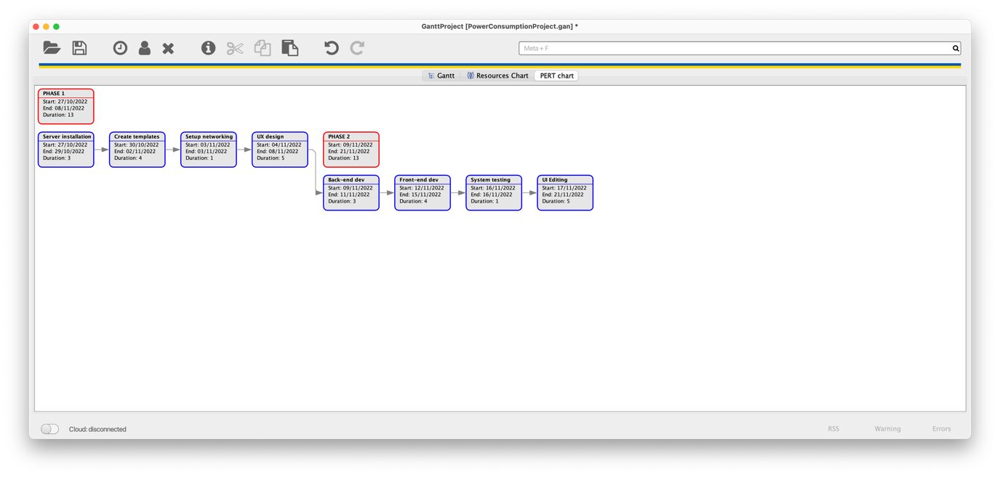 GanttProject [PowerConsumptionProject.gan] *
Meta + F
Gantt
Resources Chart
PERT chart
PHASE 1
Start: 27/10/2022
End: 08/11/2022
Duration: 13
Server installation
Start: 27/10/2022
End: 29/10/2022
Duration: 3
Create templates
Start: 30/10/2022
End: 02/11/2022
Duration: 4
Setup networking
Start: 03/11/2022
End: 03/11/2022
Duration: 1
UX design
Start: 04/11/2022
End: 08/11/2022
Duration: 5
PHASE 2
Start: 09/11/2022
End: 21/11/2022
Duration: 13
Back-end dev
Start: 09/11/2022
End: 11/11/2022
Duration: 3
Front-end dev
Start: 12/11/2022
End: 15/11/2022
Duration: 4
System testing
Start: 16/11/2022
End: 16/11/2022
Duration: 1
UI Editing
Start: 17/11/2022
End: 21/11/2022
Duration: 5
Cloud: disconnected
RSS
Warning
Errors